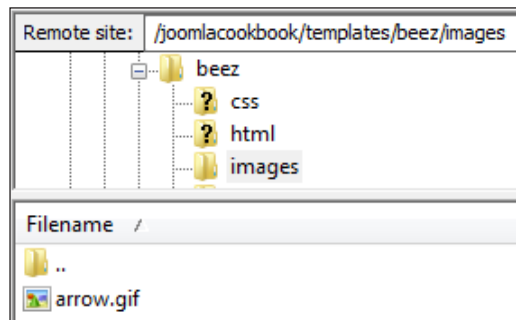 Remote site: /joomlacookbook/templates/beez/images
beez
? css
? html
images
Filename
..
arrow.gif